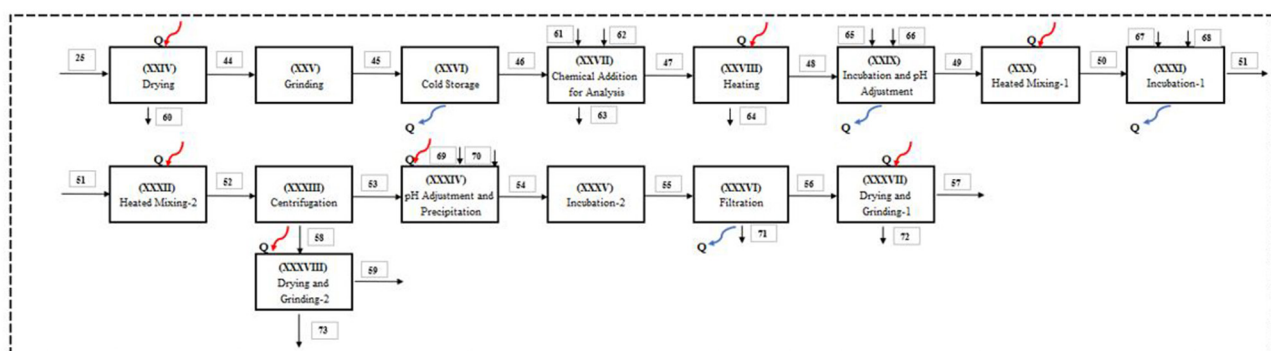 61 62
65 66
67 68
Q
Q
Q
25
(XXIV)
Drying
44
(XXV)
Grinding
45
(XXVI)
Cold Storage
46
(XXVII)
Chemical Addition
for Analysis
47
(XXVIII)
Heating
48
(XXIX)
Incubation and pH
Adjustment
49
(XXX)
Heated Mixing-1
50
(XXXI)
Incubation-1
51
60
Q
63
64
Q
Q
Q
Q
69 70
Q
51
(XXXII)
Heated Mixing-2
52
(XXXIII)
Centrifugation
53
(XXXIV)
pH Adjustment and
Precipitation
54
(XXXV)
Incubation-2
55
(XXXVI)
Filtration
56
(XXXVII)
Drying and
Grinding-1
57
Q
58
Q
71
72
(XXXVIII)
Drying and
Grinding-2
59
73